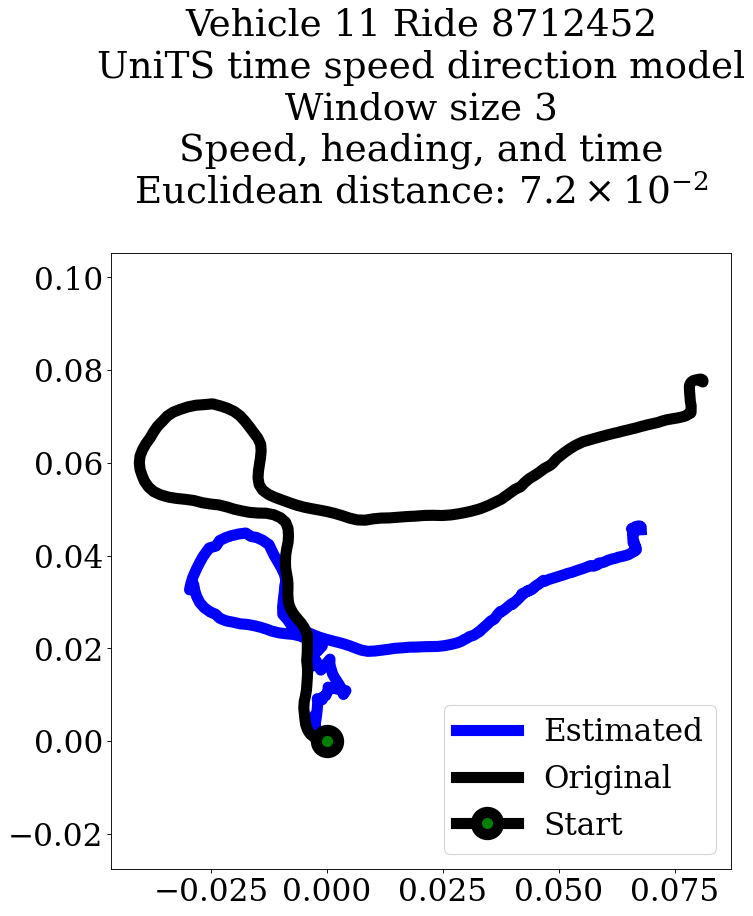 Vehicle 11 Ride 8712452
UniTS time speed direction model
Window size 3
Speed, heading, and time
Euclidean distance: 7.2 × 10⁻²
0.10
0.08
0.06
0.04
0.02
0.00
−0.02
Estimated
Original
Start
−0.025 0.000 0.025 0.050 0.075